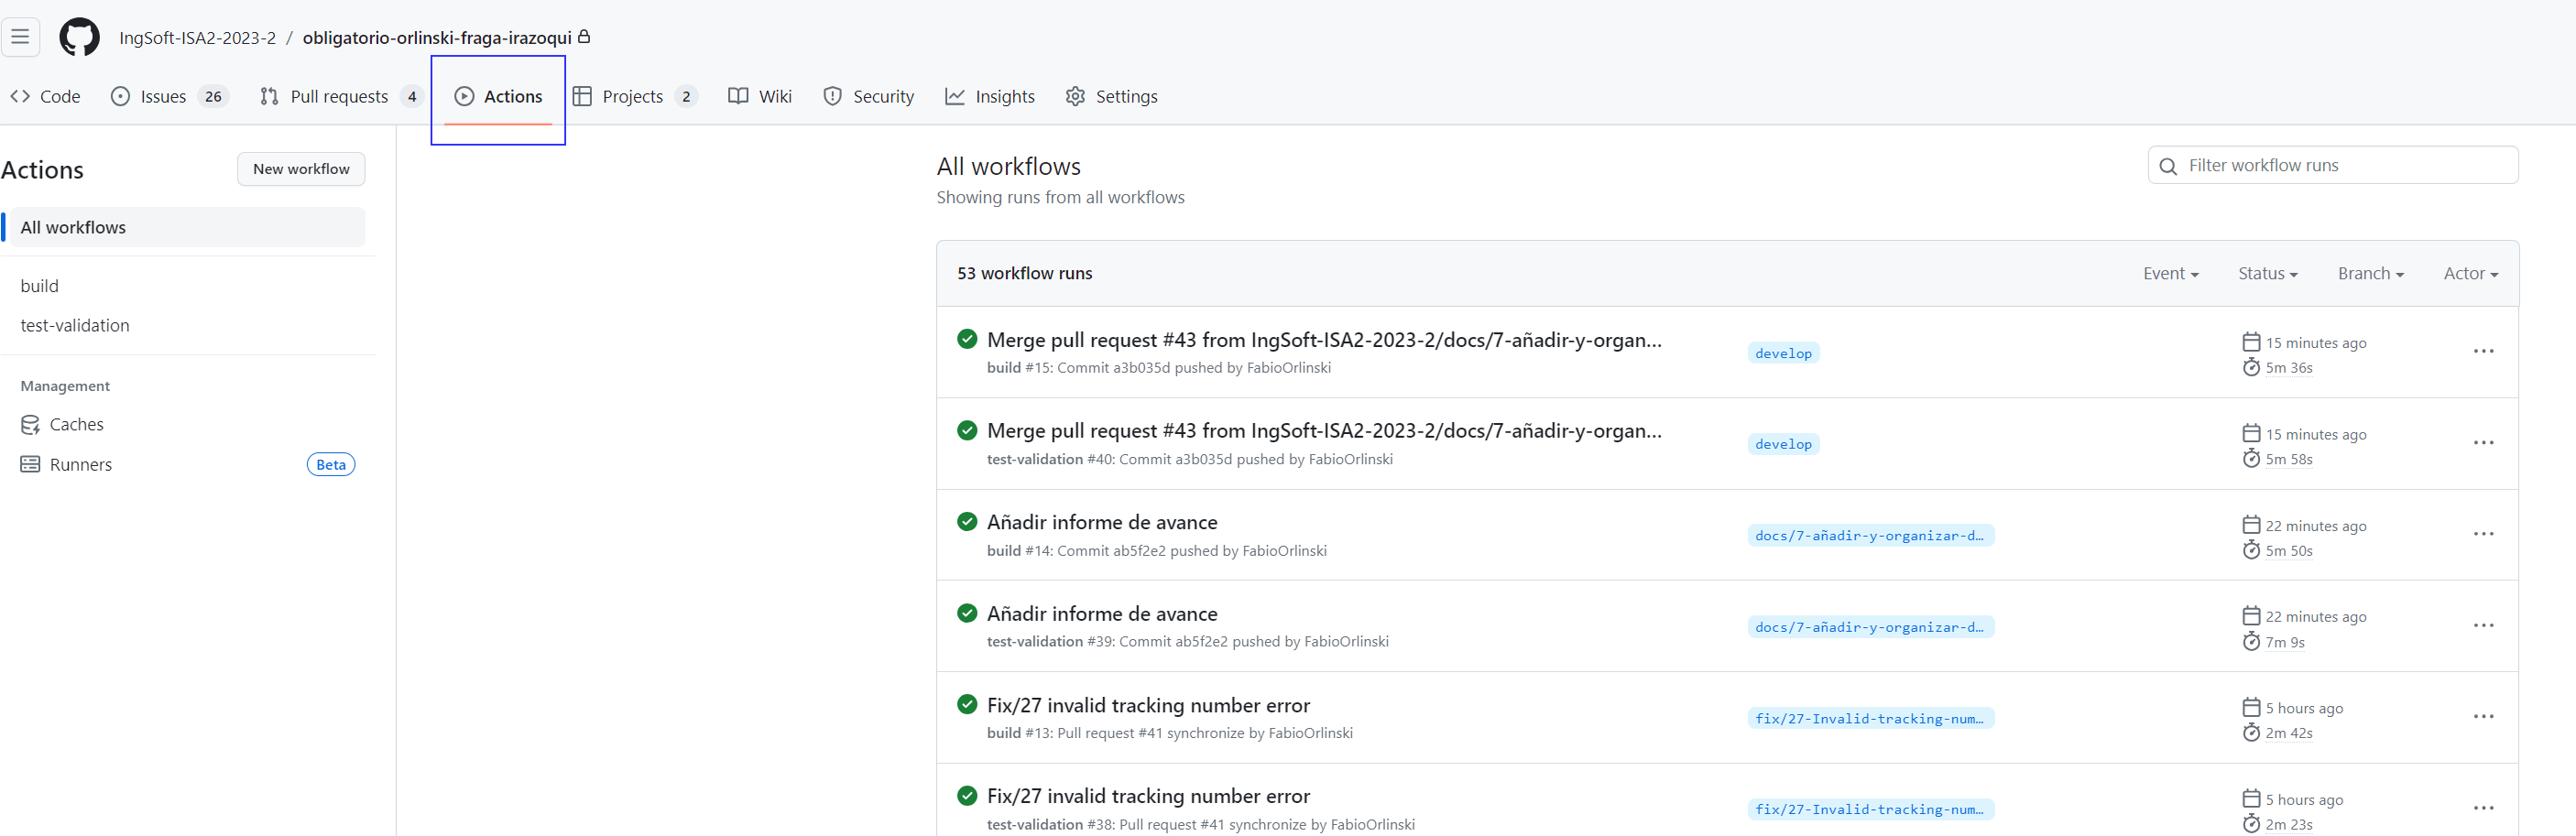 IngSoft-ISA2-2023-2 / obligatorio-orlinski-fraga-irazoqui
Code Issues 26 Pull requests 4 Actions Projects 2 Wiki Security Insights Settings
Actions
New workflow
All workflows
build
test-validation
Management
Caches
Runners Beta
All workflows
Showing runs from all workflows
Filter workflow runs
53 workflow runs
Event Status Branch Actor
Merge pull request #43 from IngSoft-ISA2-2023-2/docs/7-añadir-y-organ...
build #15: Commit a3b035d pushed by FabioOrlinski
develop
15 minutes ago
5m 36s
Merge pull request #43 from IngSoft-ISA2-2023-2/docs/7-añadir-y-organ...
test-validation #40: Commit a3b035d pushed by FabioOrlinski
develop
15 minutes ago
5m 58s
Añadir informe de avance
build #14: Commit ab5f2e2 pushed by FabioOrlinski
docs/7-añadir-y-organizar-d...
22 minutes ago
5m 50s
Añadir informe de avance
test-validation #39: Commit ab5f2e2 pushed by FabioOrlinski
docs/7-añadir-y-organizar-d...
22 minutes ago
7m 9s
Fix/27 invalid tracking number error
build #13: Pull request #41 synchronize by FabioOrlinski
fix/27-Invalid-tracking-num...
5 hours ago
2m 42s
Fix/27 invalid tracking number error
test-validation #38: Pull request #41 synchronize by FabioOrlinski
fix/27-Invalid-tracking-num...
5 hours ago
2m 23s